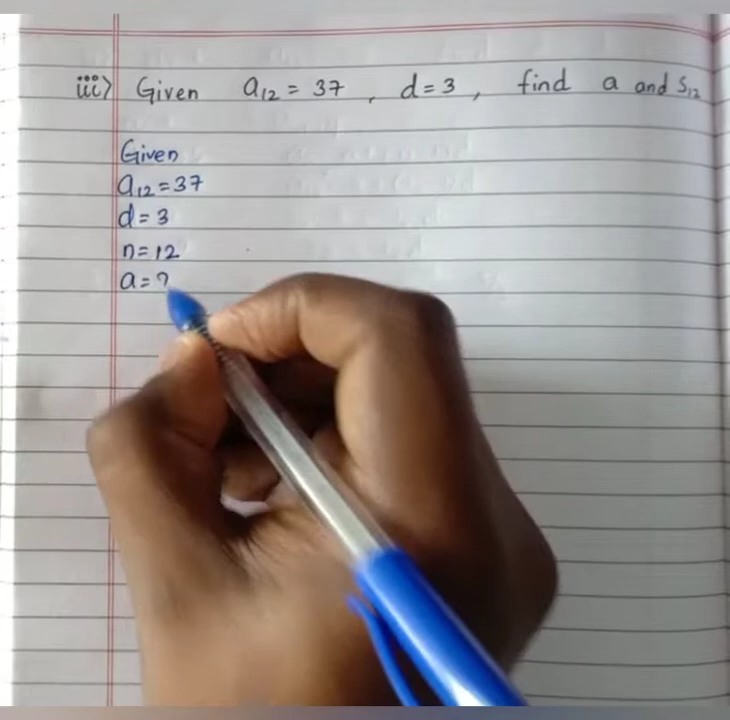 iii) Given a₁₂ = 37 , d = 3 , find a and S₁₂
Given
a₁₂ = 37
d = 3
n = 12
a = ?